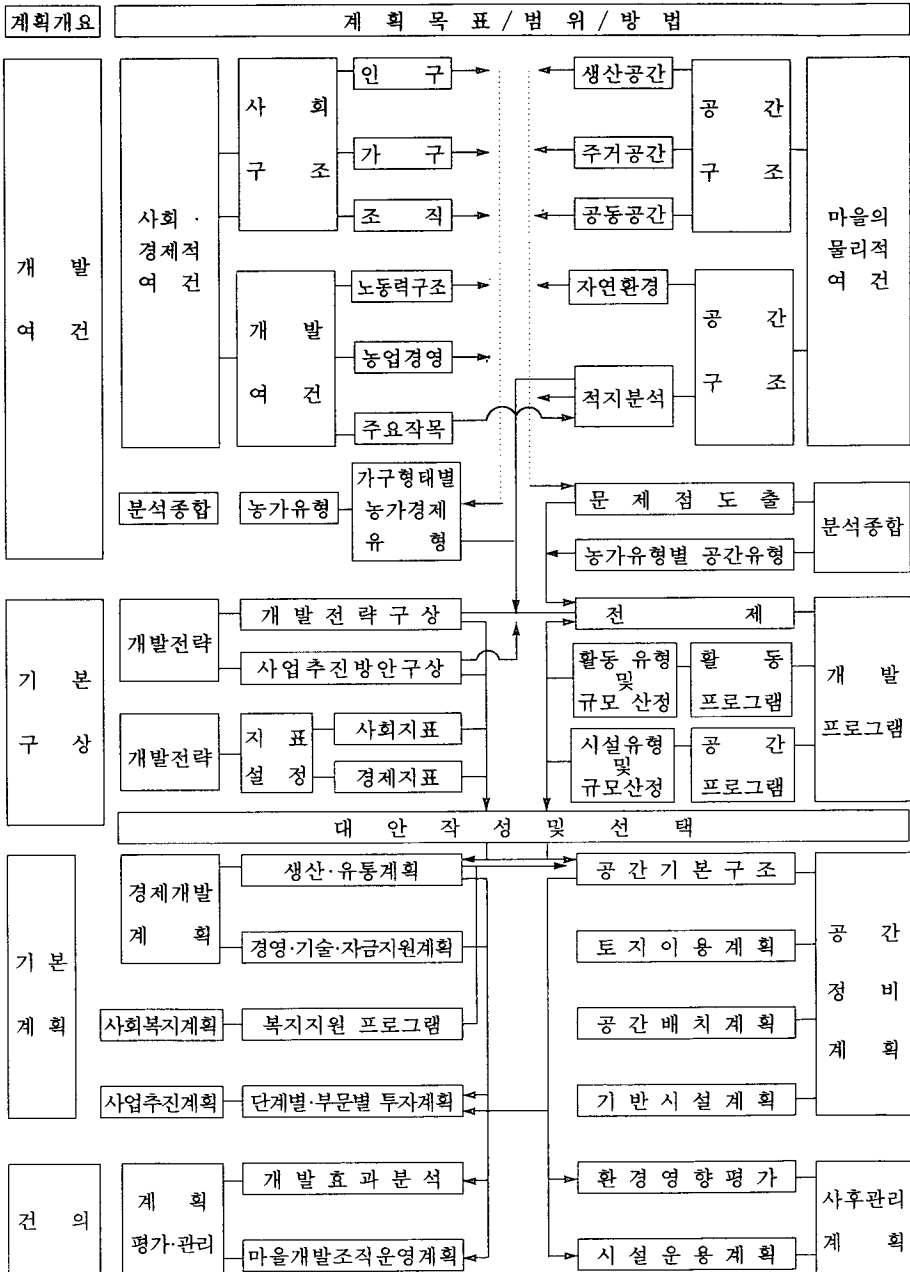 계획개요
계 획 목 표 / 범 위 / 방 법
개 발
여 건
사회 ·
경제적
여 건
사 회
구 조
인 구
가 구
조 직
개 발
여 건
노동력구조
농업경영
주요작목
생산공간
주거공간
공동공간
공 간
구 조
자연환경
적지분석
공 간
구 조
마을의
물리적
여 건
분석종합
농가유형
가구형태별
농가경제
유 형
문 제 점 도 출
농가유형별 공간유형
분석종합
기 본
구 상
개발전략
개 발 전 략 구 상
사업추진방안구상
개발전략
지 표
설 정
사회지표
경제지표
전 제
활동 유형
및
규모 산정
활 동
프로그램
시설유형
및
규모산정
공 간
프로그램
개 발
프로그램
대 안 작 성 및 선 택
기 본
계 획
경제개발
계 획
생산·유통계획
경영·기술·자금지원계획
사회복지계획
복지지원 프로그램
사업추진계획
단계별·부문별 투자계획
공 간 기 본 구 조
토 지 이 용 계 획
공 간 배 치 계 획
기 반 시 설 계 획
공 간
정 비
계 획
건 의
계 획
평가·관리
개 발 효 과 분 석
마을개발조직운영계획
환 경 영 향 평 가
시 설 운 용 계 획
사후관리
계 획